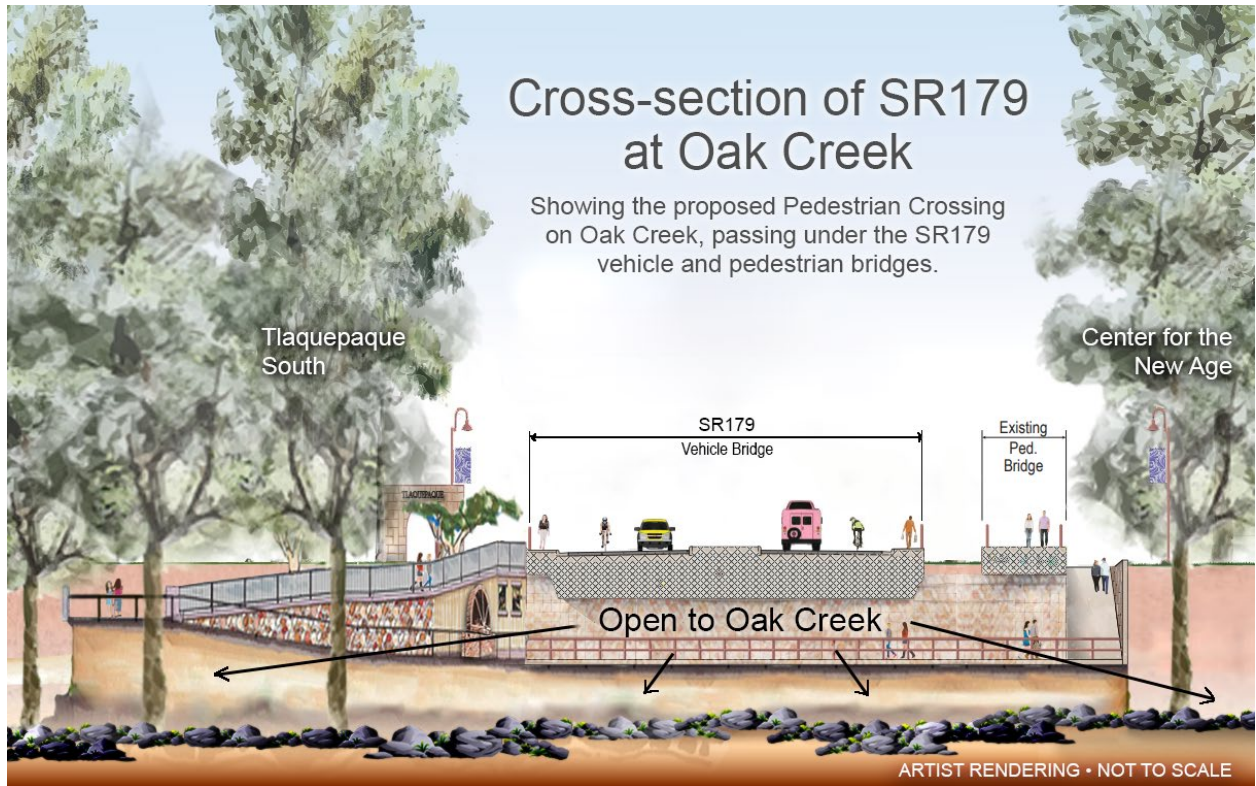 Cross-section of SR179
at Oak Creek
Showing the proposed Pedestrian Crossing
on Oak Creek, passing under the SR179
vehicle and pedestrian bridges.
Tlaquepaque
South
Center for the
New Age
SR179
Vehicle Bridge
Existing
Ped.
Bridge
TLAQUEPAQUE
Open to Oak Creek
ARTIST RENDERING • NOT TO SCALE